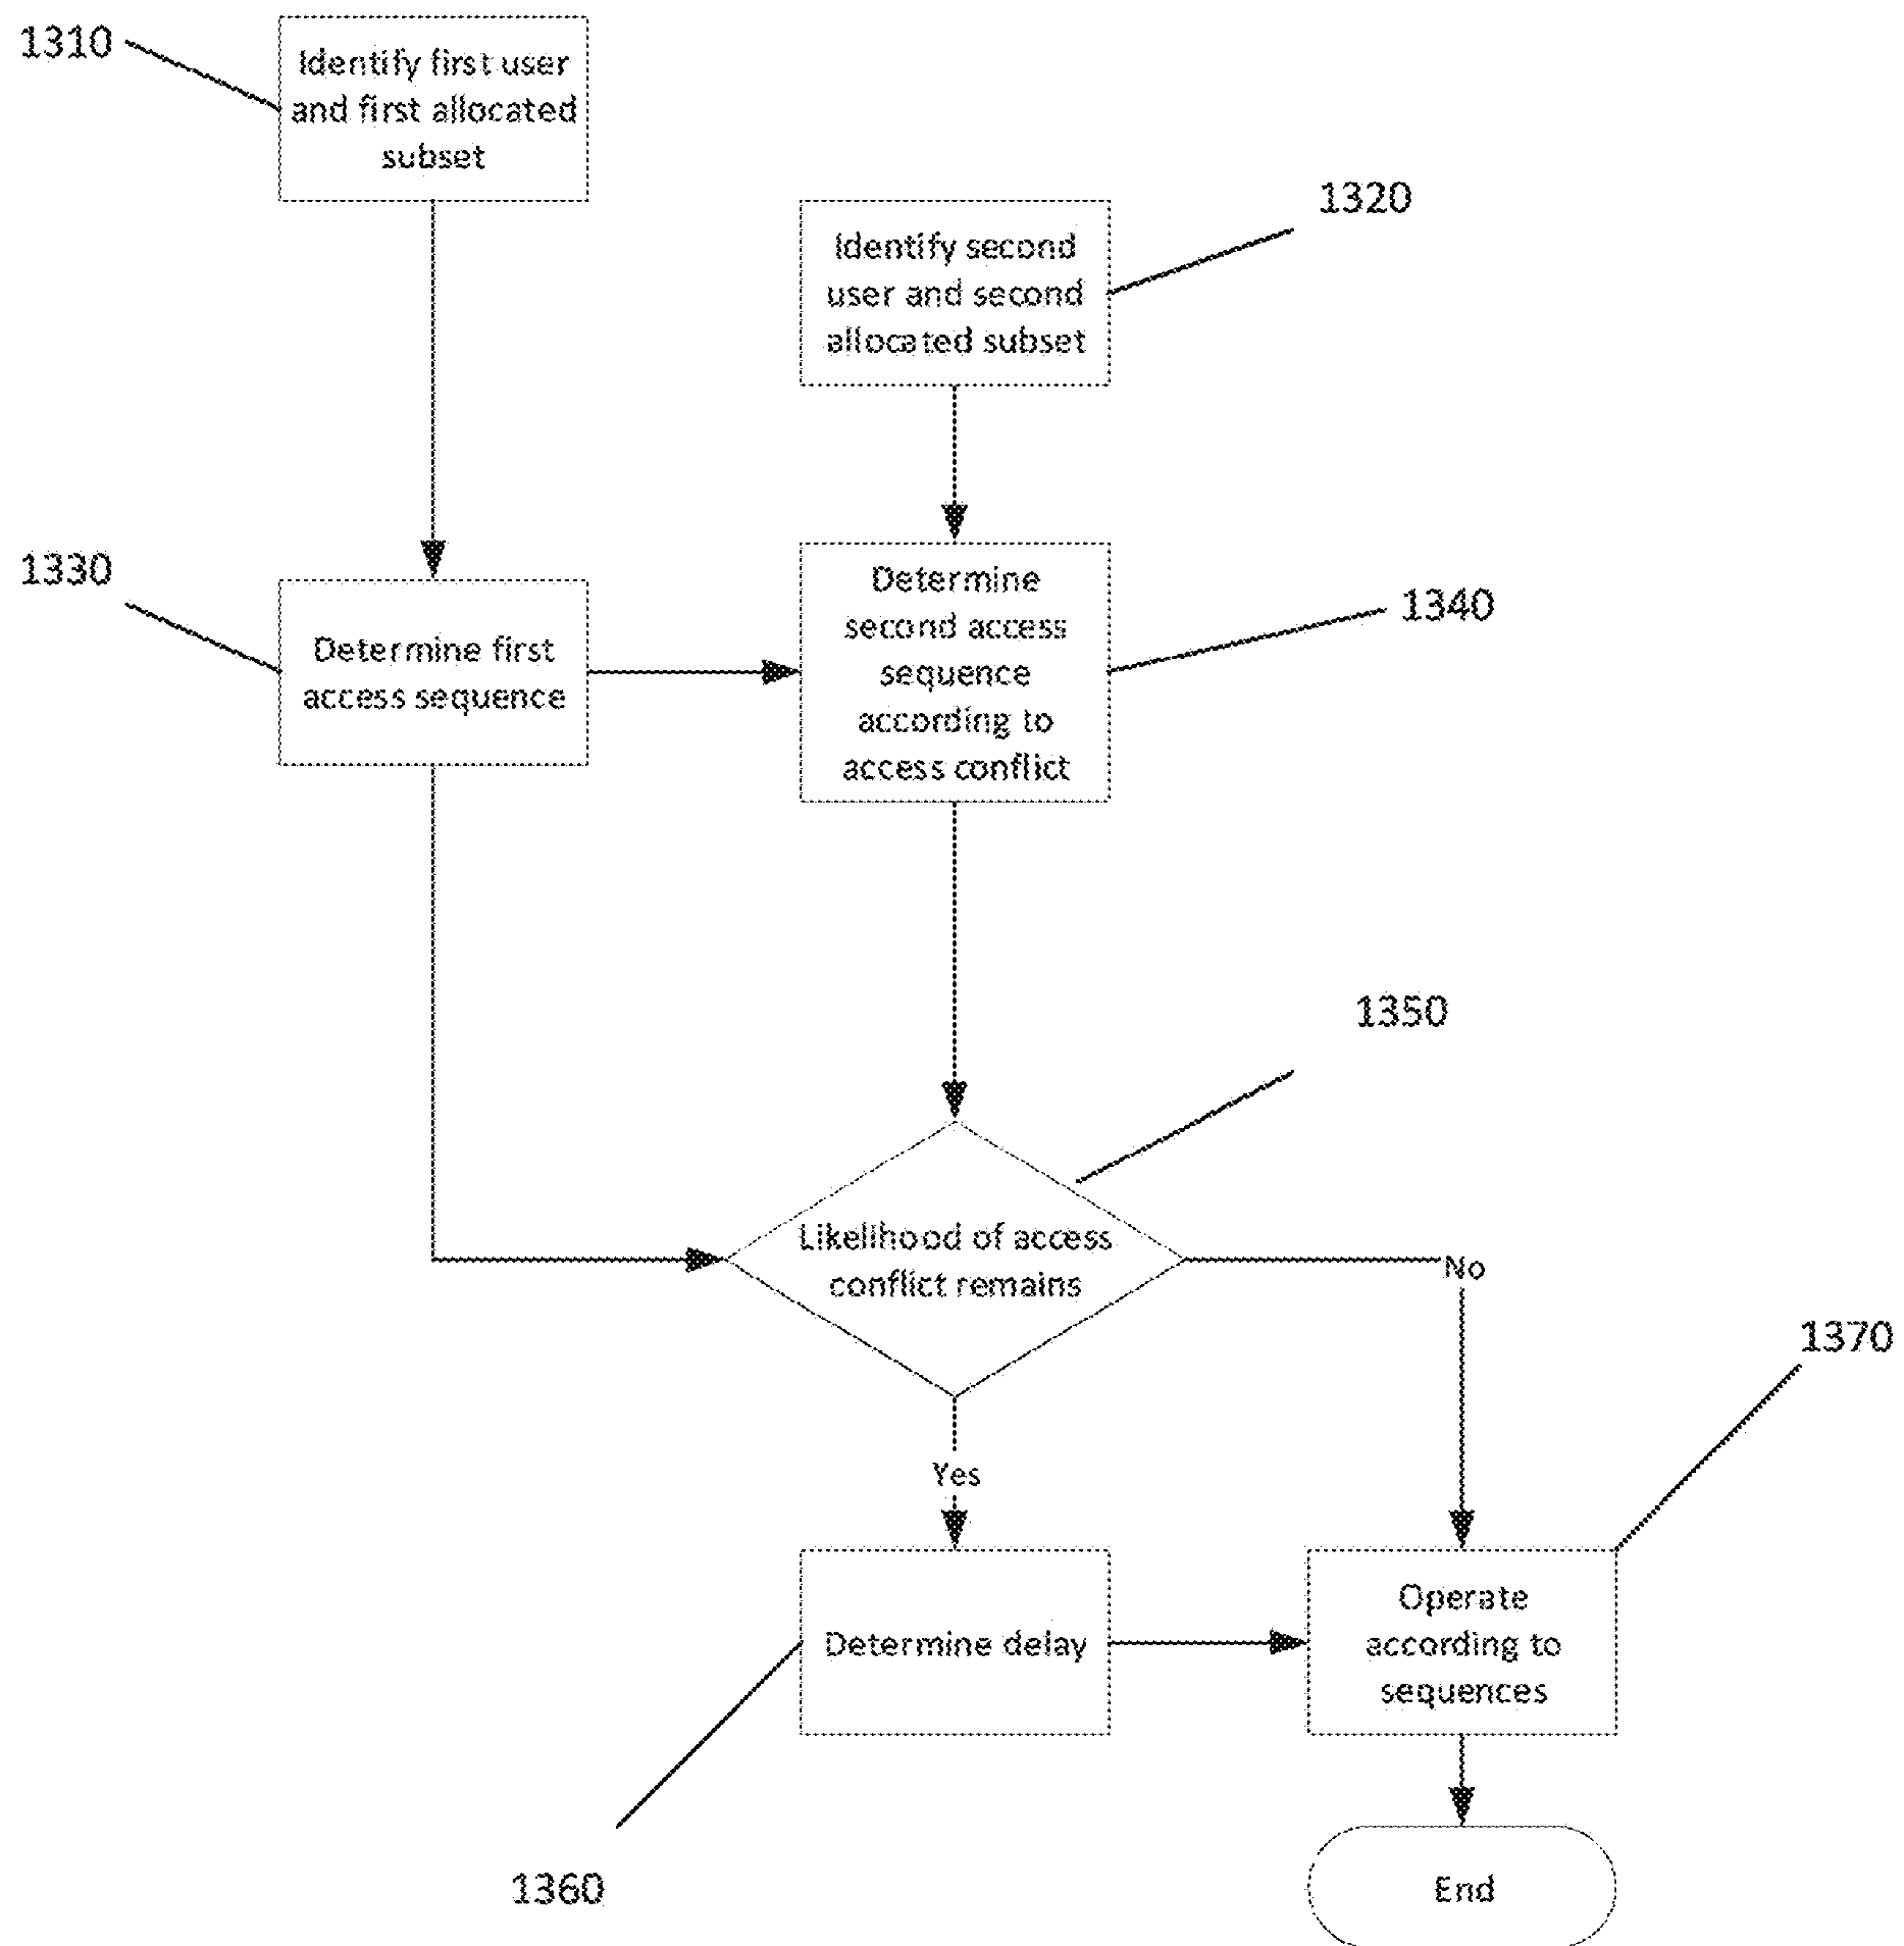 1310
Identify first user
and first allocated
subset
1320
Identify second
user and second
allocated subset
1330
Determine first
access sequence
Determine
second access
sequence
according to
access conflict
1340
1350
Likelihood of access
conflict remains
No
1370
Yes
Determine delay
Operate
according to
sequences
1360
End